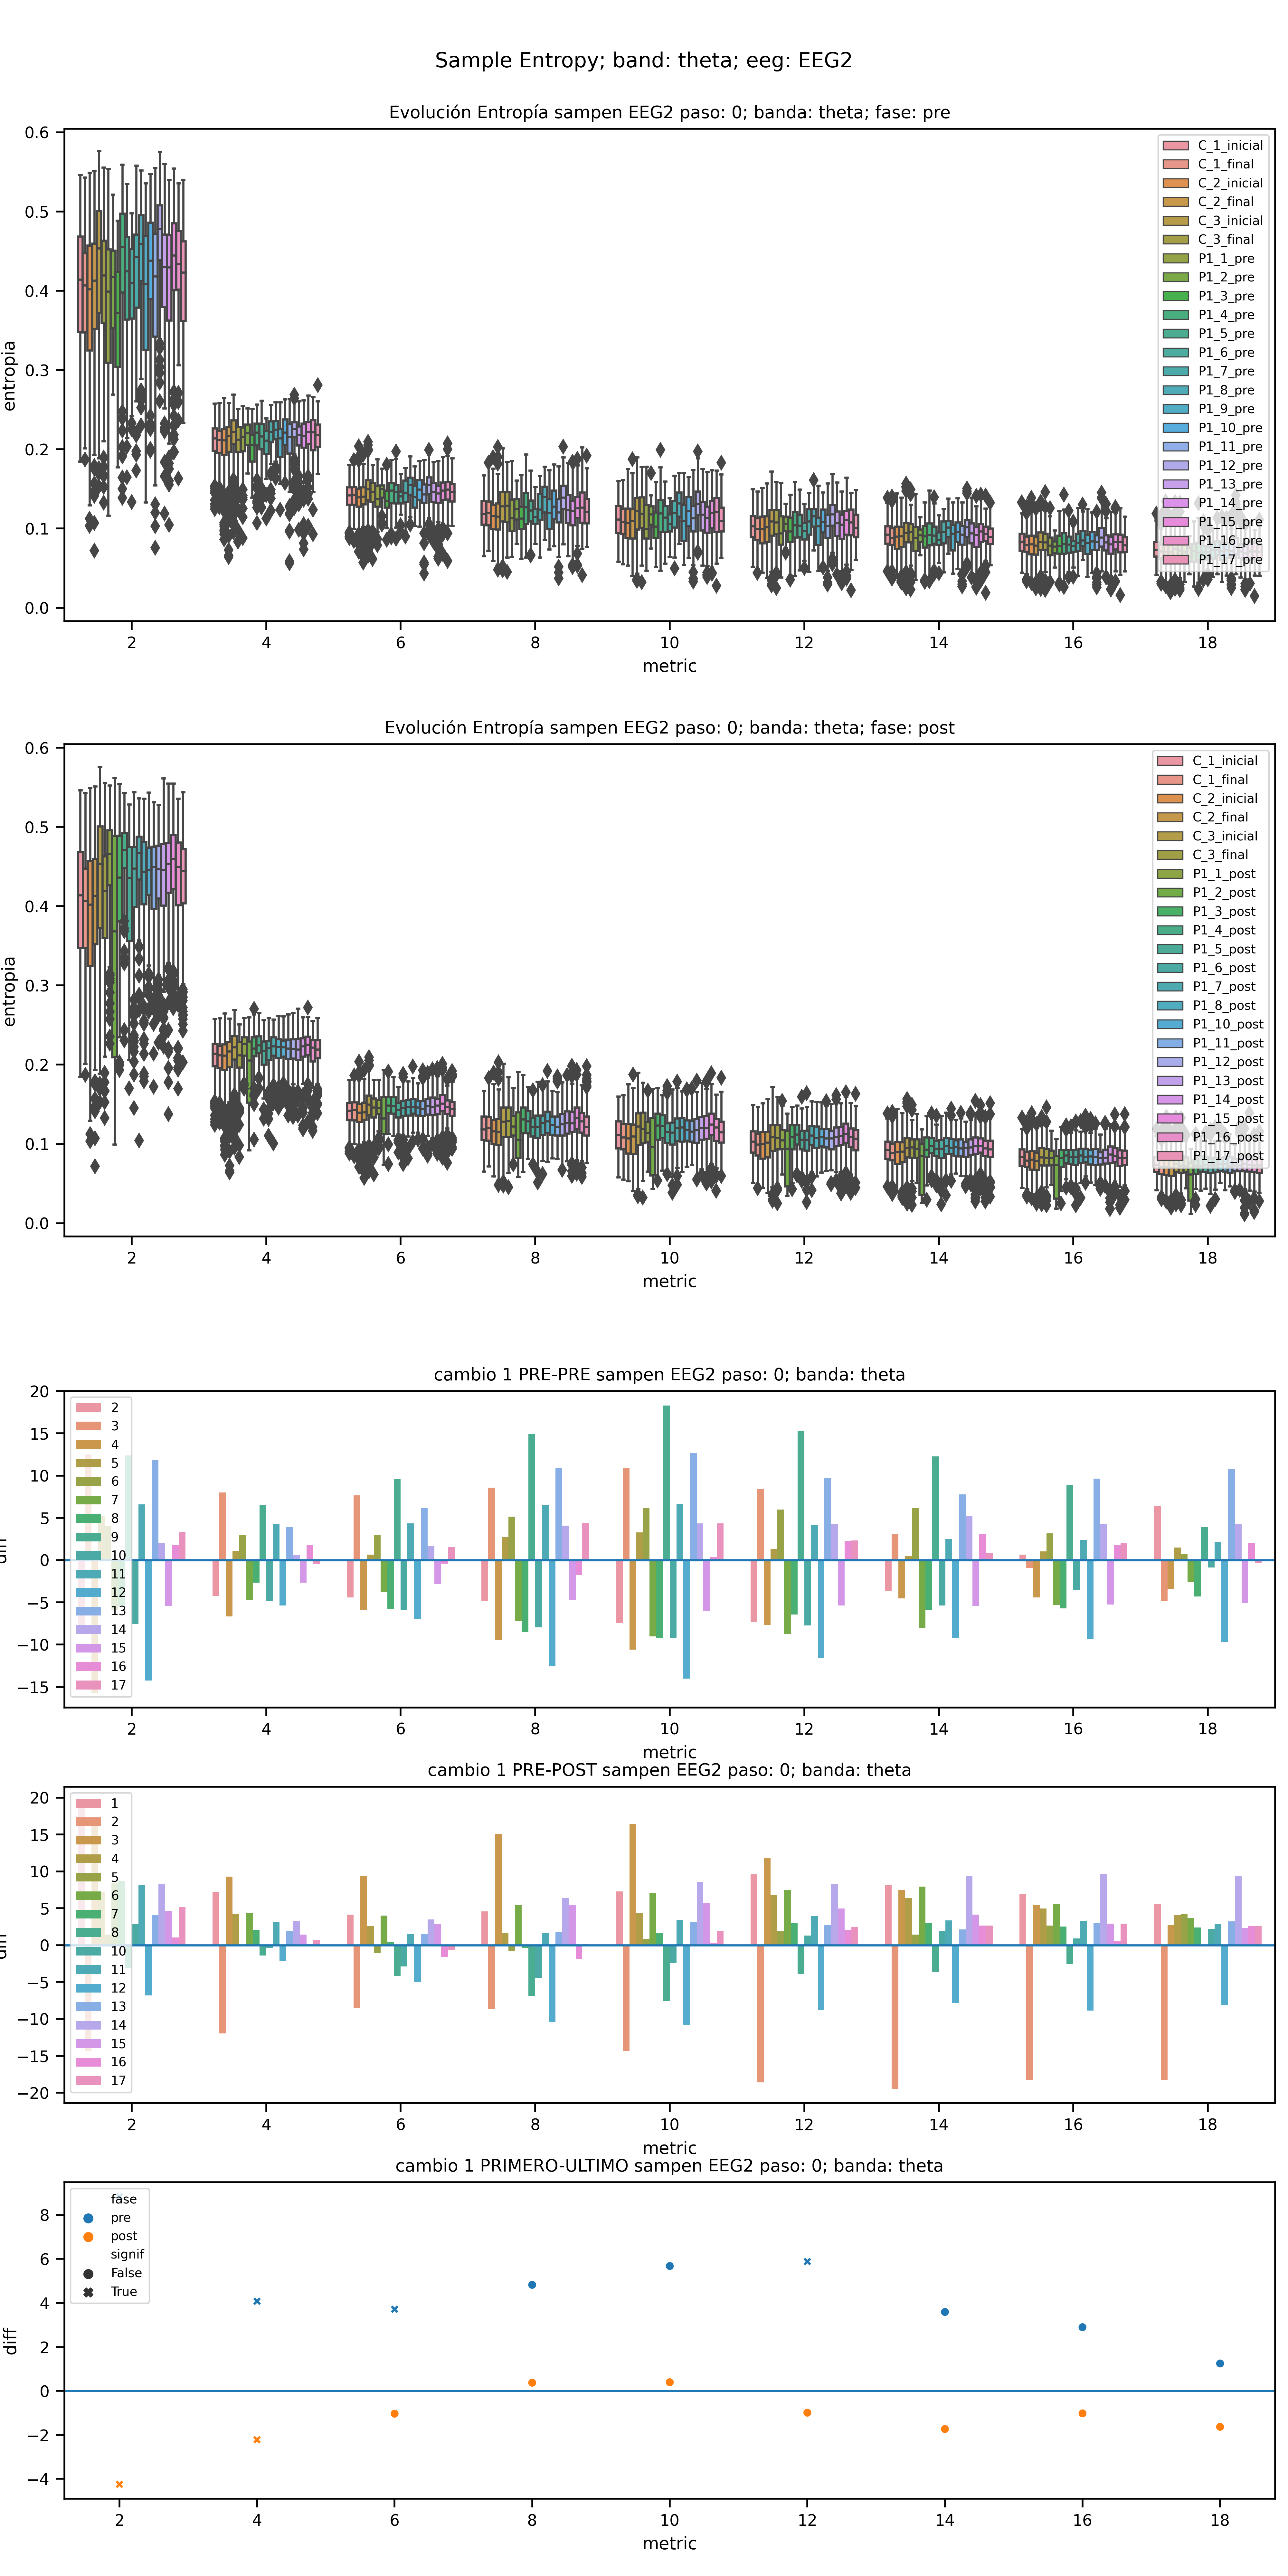 Sample Entropy; band: theta; eeg: EEG2
Evolución Entropía sampen EEG2 paso: 0; banda: theta; fase: pre
0.6
0.5
0.4
0.3
0.2
0.1
0.0
entropia
C_1_inicial
C_1_final
C_2_inicial
C_2_final
C_3_inicial
C_3_final
P1_1_pre
P1_2_pre
P1_3_pre
P1_4_pre
P1_5_pre
P1_6_pre
P1_7_pre
P1_8_pre
P1_9_pre
P1_10_pre
P1_11_pre
P1_12_pre
P1_13_pre
P1_14_pre
P1_15_pre
P1_16_pre
P1_17_pre
2 4 6 8 10 12 14 16 18
metric
Evolución Entropía sampen EEG2 paso: 0; banda: theta; fase: post
0.6
0.5
0.4
0.3
0.2
0.1
0.0
entropia
C_1_inicial
C_1_final
C_2_inicial
C_2_final
C_3_inicial
C_3_final
P1_1_post
P1_2_post
P1_3_post
P1_4_post
P1_5_post
P1_6_post
P1_7_post
P1_8_post
P1_10_post
P1_11_post
P1_12_post
P1_13_post
P1_14_post
P1_15_post
P1_16_post
P1_17_post
2 4 6 8 10 12 14 16 18
metric
cambio 1 PRE-PRE sampen EEG2 paso: 0; banda: theta
20
15
10
5
0
−5
−10
−15
diff
2
3
4
5
6
7
8
9
10
11
12
13
14
15
16
17
2 4 6 8 10 12 14 16 18
metric
cambio 1 PRE-POST sampen EEG2 paso: 0; banda: theta
20
15
10
5
0
−5
−10
−15
−20
diff
1
2
3
4
5
6
7
8
10
11
12
13
14
15
16
17
2 4 6 8 10 12 14 16 18
metric
cambio 1 PRIMERO-ULTIMO sampen EEG2 paso: 0; banda: theta
8
6
4
2
0
−2
−4
diff
fase
pre
post
signif
False
True
2 4 6 8 10 12 14 16 18
metric